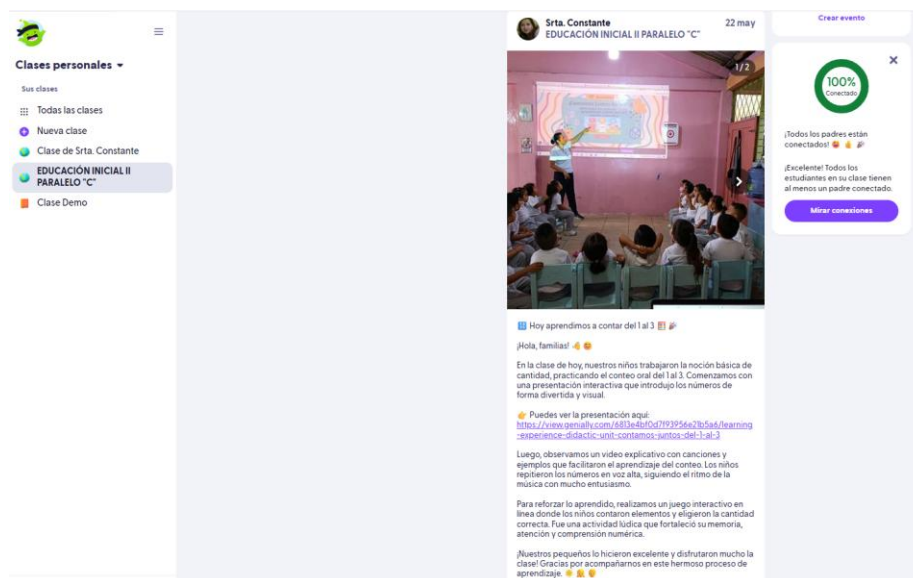 Clases personales
Sus clases
Todas las clases
Nueva clase
Clase de Srta. Constante
EDUCACIÓN INICIAL II
PARALELO "C"
Clase Demo
Srta. Constante
22 may
EDUCACIÓN INICIAL II PARALELO "C"
1/2
Hoy aprendimos a contar del 1 al 3
¡Hola, familias!
En la clase de hoy, nuestros niños trabajaron la noción básica de
cantidad, practicando el conteo oral del 1 al 3. Comenzamos con
una presentación interactiva que introdujo los números de
forma divertida y visual.
Puedes ver la presentación aquí:
https://view.genially.com/6813e4bf0d7f93956e21b5a6/learning
-experience-didactic-unit-contamos-juntos-del-1-al-3
Luego, observamos un video explicativo con canciones y
ejemplos que facilitaron el aprendizaje del conteo. Los niños
repitieron los números en voz alta, siguiendo el ritmo de la
música con mucho entusiasmo.
Para reforzar lo aprendido, realizamos un juego interactivo en
línea donde los niños contaron elementos y eligieron la cantidad
correcta. Fue una actividad lúdica que fortaleció su memoria,
atención y comprensión numérica.
¡Nuestros pequeños lo hicieron excelente y disfrutaron mucho la
clase! Gracias por acompañarnos en este hermoso proceso de
aprendizaje.
Crear evento
100%
Conectado
¡Todos los padres están
conectados!
¡Excelente! Todos los
estudiantes en su clase tienen
al menos un padre conectado.
Mirar conexiones